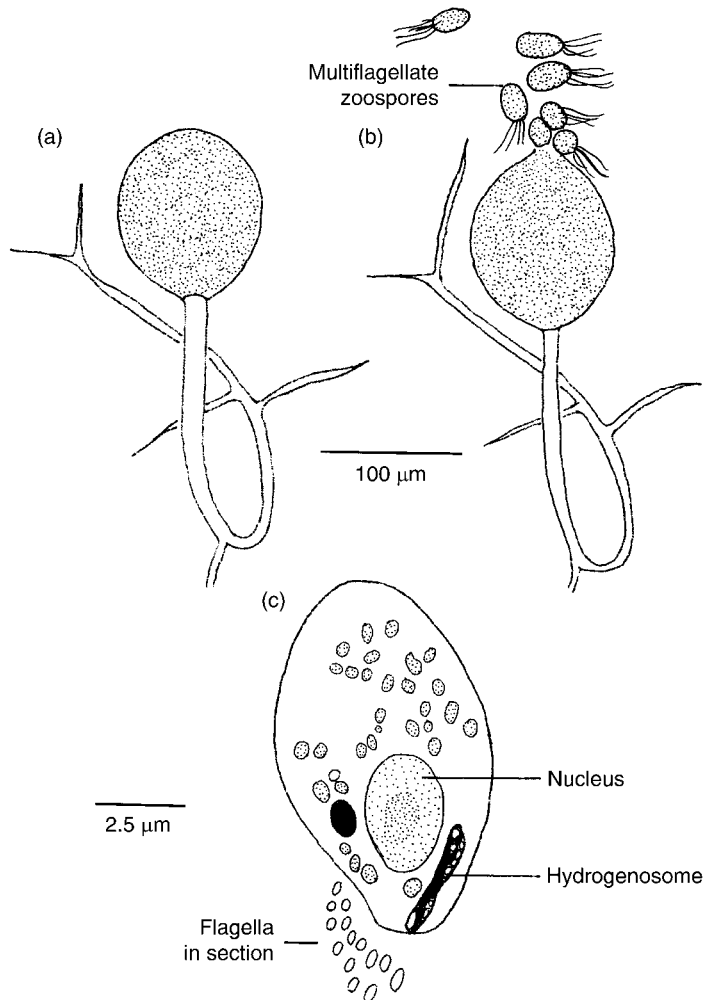 Multiflagellate
zoospores
(a)
(b)
100 μm
(c)
Nucleus
2.5 μm
Hydrogenosome
Flagella
in section